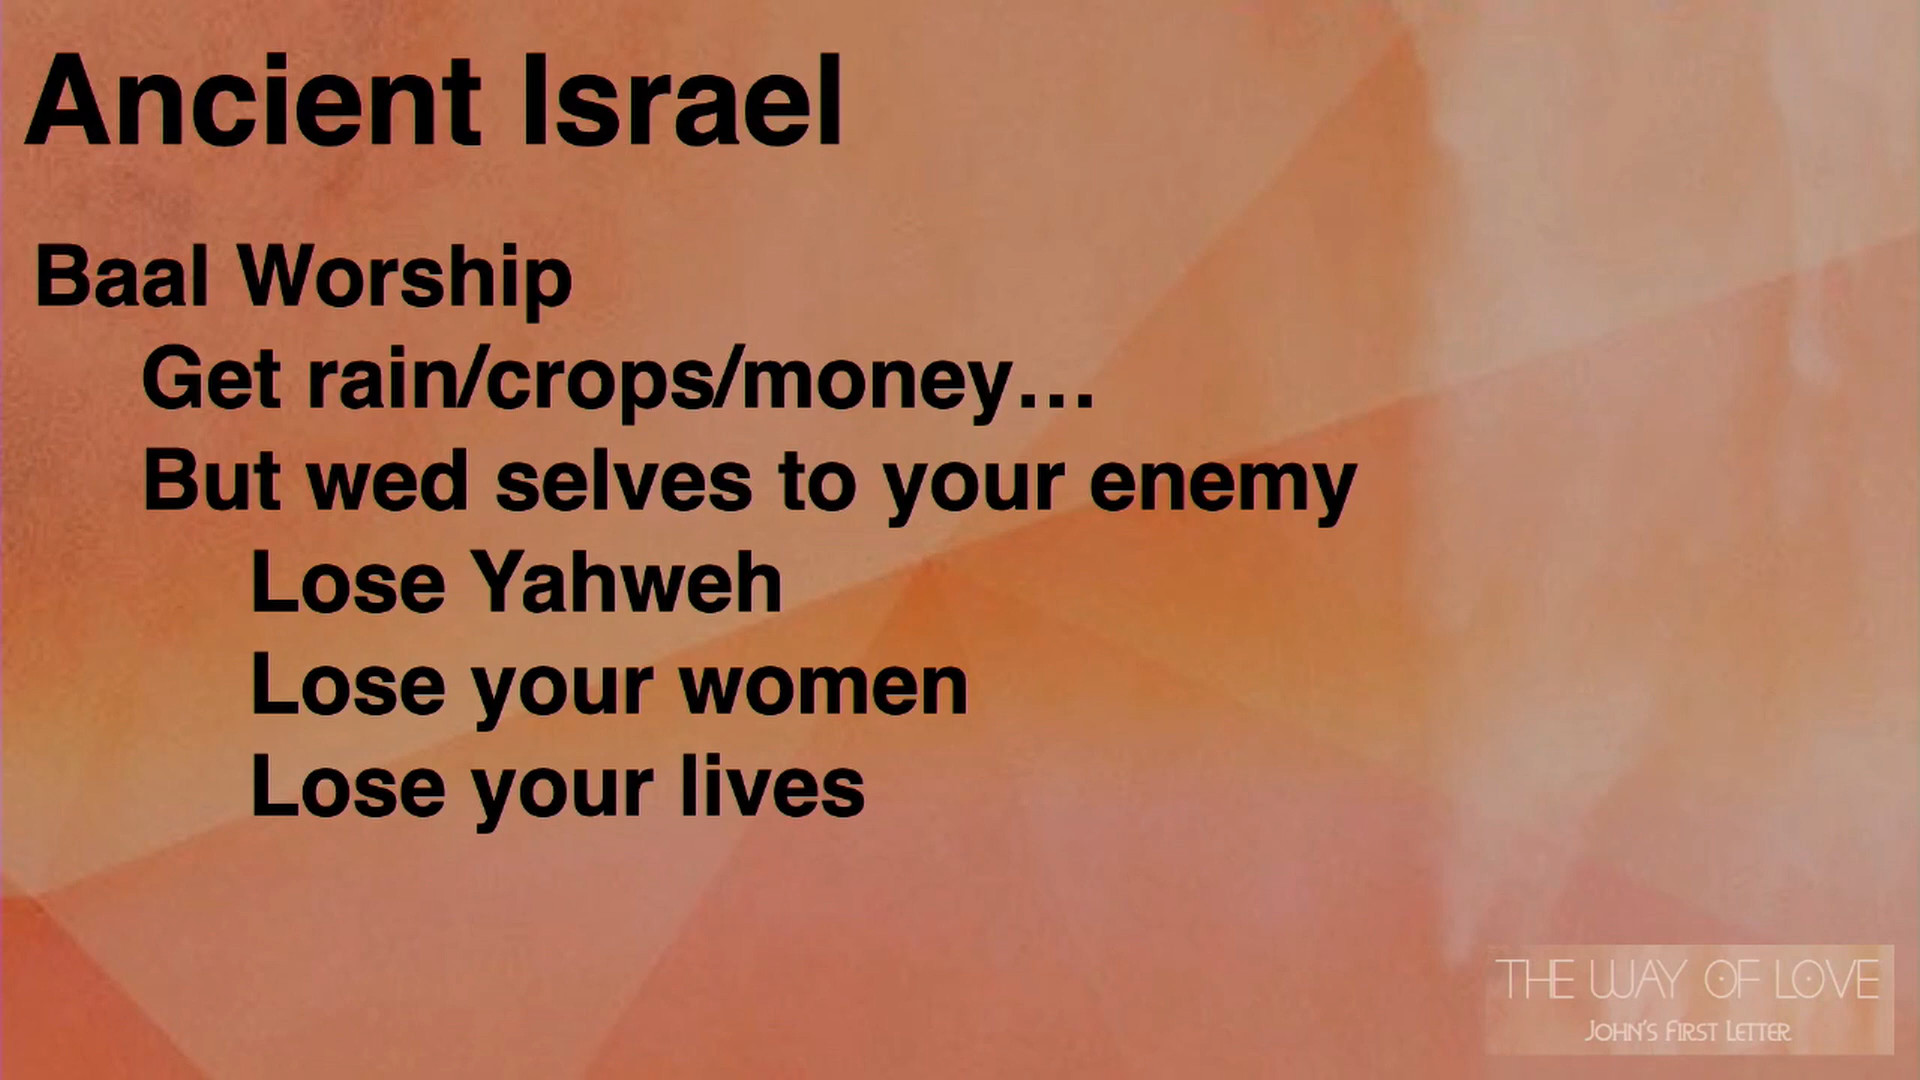 Ancient Israel
Baal Worship
Get rain/crops/money…
But wed selves to your enemy
Lose Yahweh
Lose your women
Lose your lives
THE WAY OF LOVE
JOHN'S FIRST LETTER